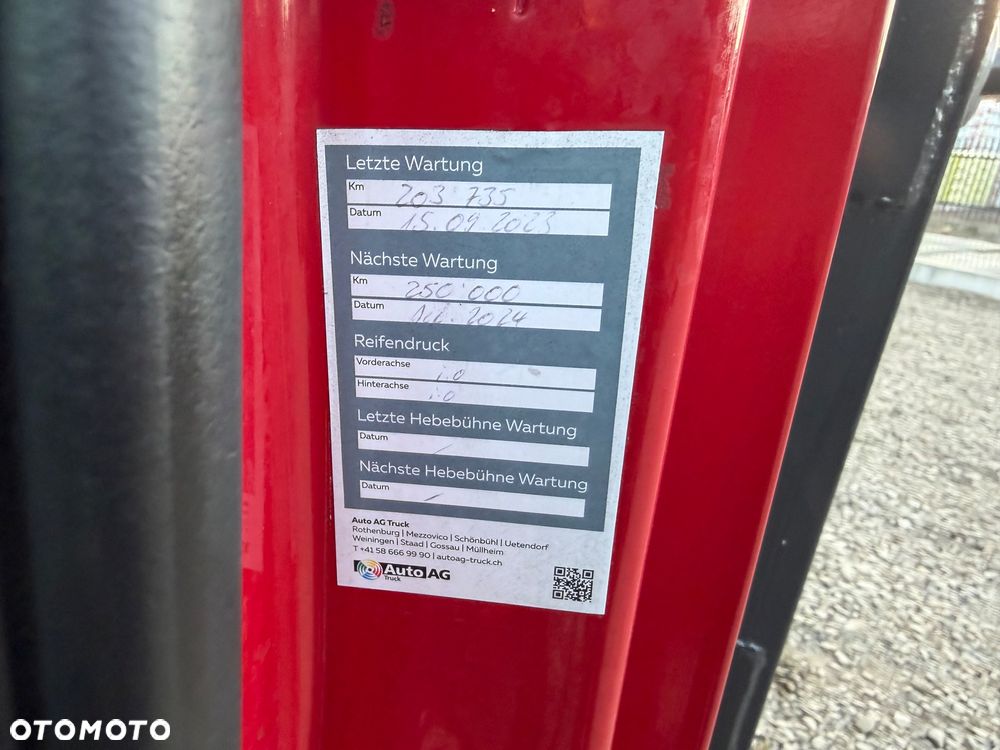 Letzte Wartung
Km 203'735
Datum 15.09.2023
Nächste Wartung
Km 250'000
Datum 2024
Reifendruck
Vorderachse i.o
Hinterachse i.o
Letzte Hebebühne Wartung
Datum /
Nächste Hebebühne Wartung
Datum /
Auto AG Truck
Rothenburg | Mezzovico | Schönbühl | Uetendorf
Weiningen | Staad | Gossau | Müllheim
T +41 58 666 99 90 | autoag-truck.ch
Auto AG
Truck
OTOMOTO